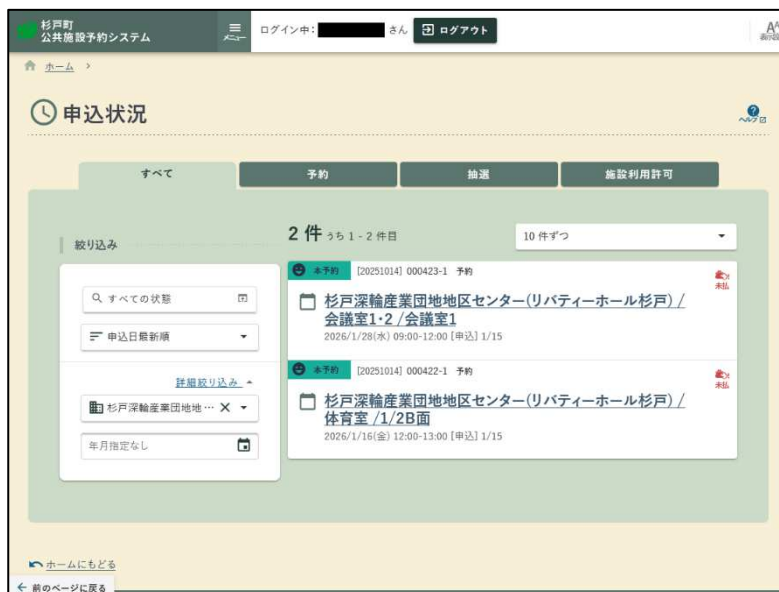 杉戸町
公共施設予約システム
メニュー
ログイン中:
さん
ログアウト
ホーム
申込状況
ヘルプ
すべて
予約
抽選
施設利用許可
絞り込み
2 件 うち 1 - 2 件目
10 件ずつ
すべての状態
申込日最新順
詳細絞り込み
杉戸深輪産業団地地…
年月指定なし
本予約 [20251014] 000423-1 予約
未払
杉戸深輪産業団地地区センター(リバティーホール杉戸) /
会議室1・2 /会議室1
2026/1/28(水) 09:00-12:00 [申込] 1/15
本予約 [20251014] 000422-1 予約
未払
杉戸深輪産業団地地区センター(リバティーホール杉戸) /
体育室 /1/2B面
2026/1/16(金) 12:00-13:00 [申込] 1/15
ホームにもどる
前のページに戻る